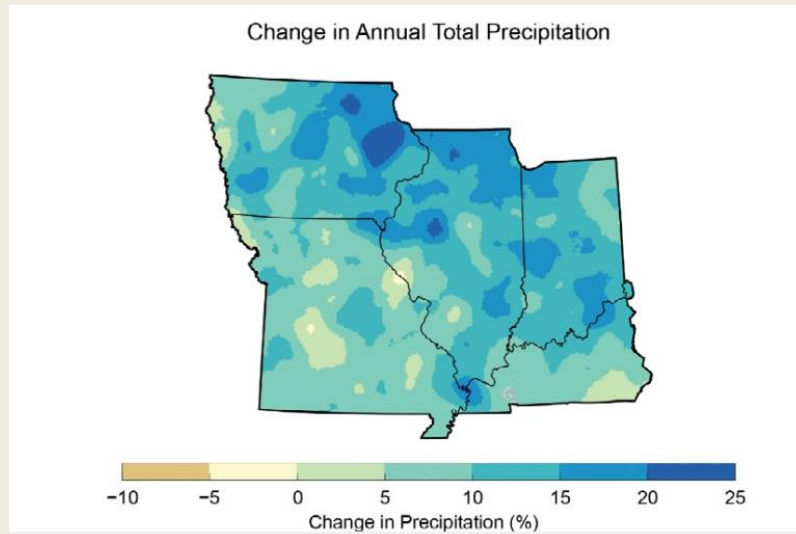 Change in Annual Total Precipitation
−10 −5 0 5 10 15 20 25
Change in Precipitation (%)